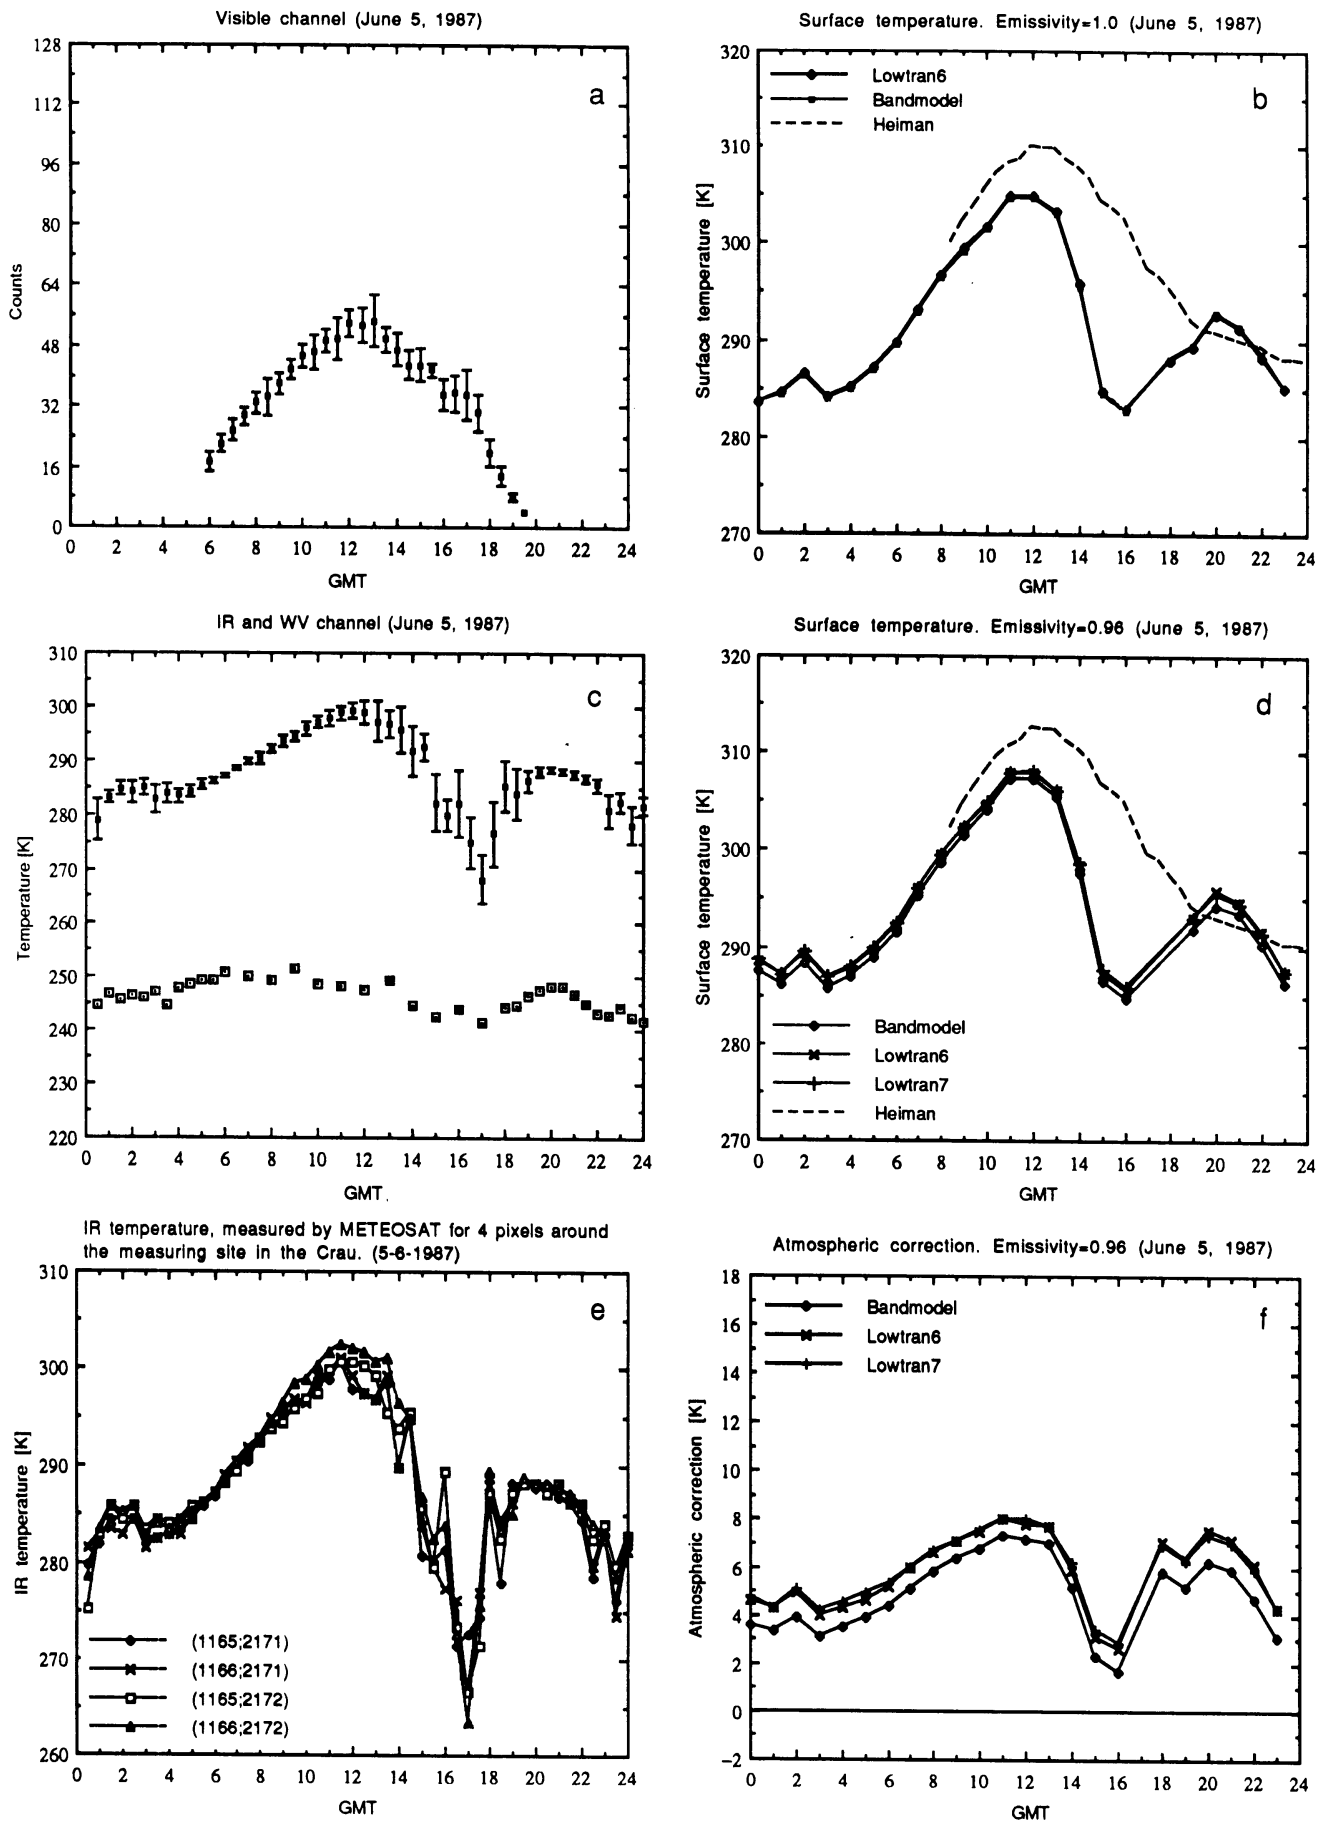 Visible channel (June 5, 1987)
128
112
96
80
64
48
32
16
0
Counts
a
0 2 4 6 8 10 12 14 16 18 20 22 24
GMT
Surface temperature. Emissivity=1.0 (June 5, 1987)
320
310
300
290
280
270
Surface temperature [K]
Lowtran6
Bandmodel
Heiman
b
0 2 4 6 8 10 12 14 16 18 20 22 24
GMT
IR and WV channel (June 5, 1987)
310
300
290
280
270
260
250
240
230
220
Temperature [K]
c
0 2 4 6 8 10 12 14 16 18 20 22 24
GMT
Surface temperature. Emissivity=0.96 (June 5, 1987)
320
310
300
290
280
270
Surface temperature [K]
d
Bandmodel
Lowtran6
Lowtran7
Heiman
0 2 4 6 8 10 12 14 16 18 20 22 24
GMT
IR temperature, measured by METEOSAT for 4 pixels around
the measuring site in the Crau. (5-6-1987)
310
300
290
280
270
260
IR temperature [K]
e
(1165;2171)
(1166;2171)
(1165;2172)
(1166;2172)
0 2 4 6 8 10 12 14 16 18 20 22 24
GMT
Atmospheric correction. Emissivity=0.96 (June 5, 1987)
18
16
14
12
10
8
6
4
2
0
−2
Atmospheric correction [K]
Bandmodel
Lowtran6
Lowtran7
f
0 2 4 6 8 10 12 14 16 18 20 22 24
GMT